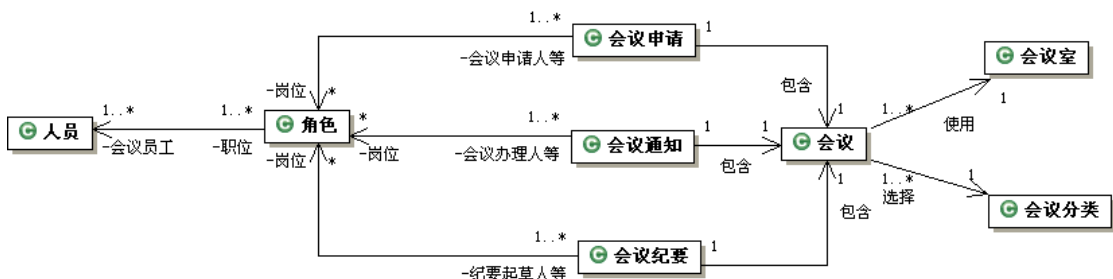 1..*
C 会议申请
1
-会议申请人等
-岗位
*
包含
1
C 会议室
1..*
1
使用
C 人员
1..*
-会议员工
1..*
-职位
C 角色
*
-岗位
-岗位
*
1..*
-会议办理人等
C 会议通知
1
包含
1
C 会议
1
包含
1..*
选择
1
C 会议分类
1..*
-纪要起草人等
C 会议纪要
1